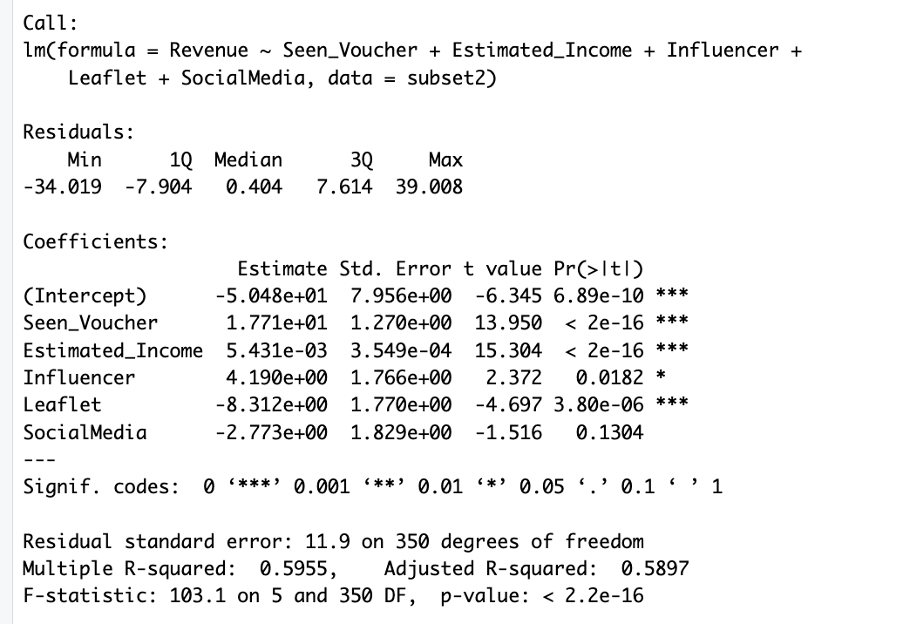 Call:
lm(formula = Revenue ~ Seen_Voucher + Estimated_Income + Influencer +
    Leaflet + SocialMedia, data = subset2)
Residuals:
    Min      1Q  Median      3Q     Max
-34.019  -7.904   0.404   7.614  39.008
Coefficients:
                   Estimate Std. Error t value Pr(>|t|)
(Intercept)      -5.048e+01  7.956e+00  -6.345 6.89e-10 ***
Seen_Voucher      1.771e+01  1.270e+00  13.950  < 2e-16 ***
Estimated_Income  5.431e-03  3.549e-04  15.304  < 2e-16 ***
Influencer        4.190e+00  1.766e+00   2.372   0.0182 *
Leaflet          -8.312e+00  1.770e+00  -4.697 3.80e-06 ***
SocialMedia      -2.773e+00  1.829e+00  -1.516   0.1304
---
Signif. codes:  0 ‘***’ 0.001 ‘**’ 0.01 ‘*’ 0.05 ‘.’ 0.1 ‘ ’ 1
Residual standard error: 11.9 on 350 degrees of freedom
Multiple R-squared:  0.5955,    Adjusted R-squared:  0.5897
F-statistic: 103.1 on 5 and 350 DF,  p-value: < 2.2e-16